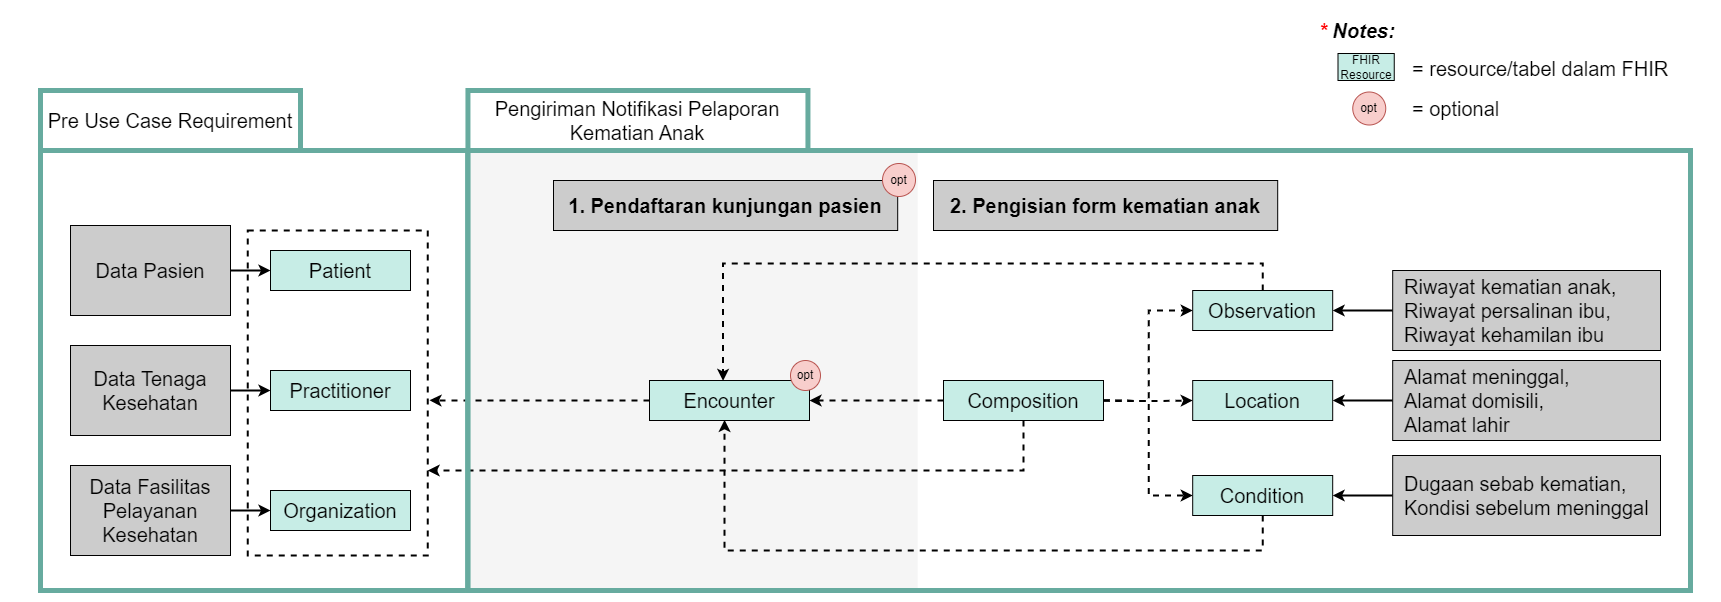 * Notes:
FHIR
Resource
= resource/tabel dalam FHIR
opt
= optional
Pre Use Case Requirement
Pengiriman Notifikasi Pelaporan
Kematian Anak
1. Pendaftaran kunjungan pasien
opt
2. Pengisian form kematian anak
Data Pasien
Patient
Data Tenaga
Kesehatan
Practitioner
Data Fasilitas
Pelayanan
Kesehatan
Organization
Encounter
opt
Composition
Observation
Riwayat kematian anak,
Riwayat persalinan ibu,
Riwayat kehamilan ibu
Location
Alamat meninggal,
Alamat domisili,
Alamat lahir
Condition
Dugaan sebab kematian,
Kondisi sebelum meninggal